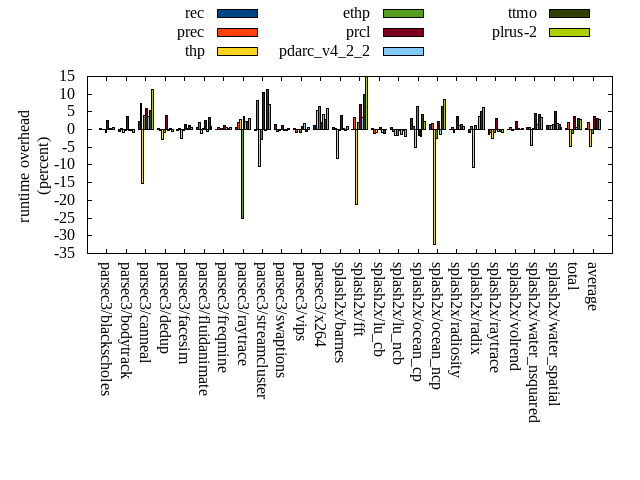 rec
prec
thp
ethp
prcl
pdarc_v4_2_2
ttmo
plrus-2
runtime overhead
(percent)
15
10
5
0
-5
-10
-15
-20
-25
-30
-35
parsec3/blackscholes
parsec3/bodytrack
parsec3/canneal
parsec3/dedup
parsec3/facesim
parsec3/fluidanimate
parsec3/freqmine
parsec3/raytrace
parsec3/streamcluster
parsec3/swaptions
parsec3/vips
parsec3/x264
splash2x/barnes
splash2x/fft
splash2x/lu_cb
splash2x/lu_ncb
splash2x/ocean_cp
splash2x/ocean_ncp
splash2x/radiosity
splash2x/radix
splash2x/raytrace
splash2x/volrend
splash2x/water_nsquared
splash2x/water_spatial
total
average